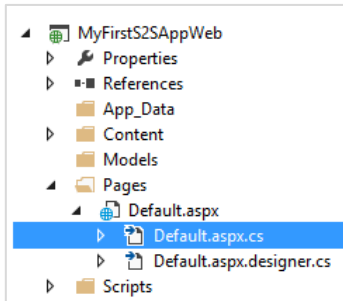 MyFirstS2SAppWeb
Properties
References
App_Data
Content
Models
Pages
Default.aspx
Default.aspx.cs
Default.aspx.designer.cs
Scripts